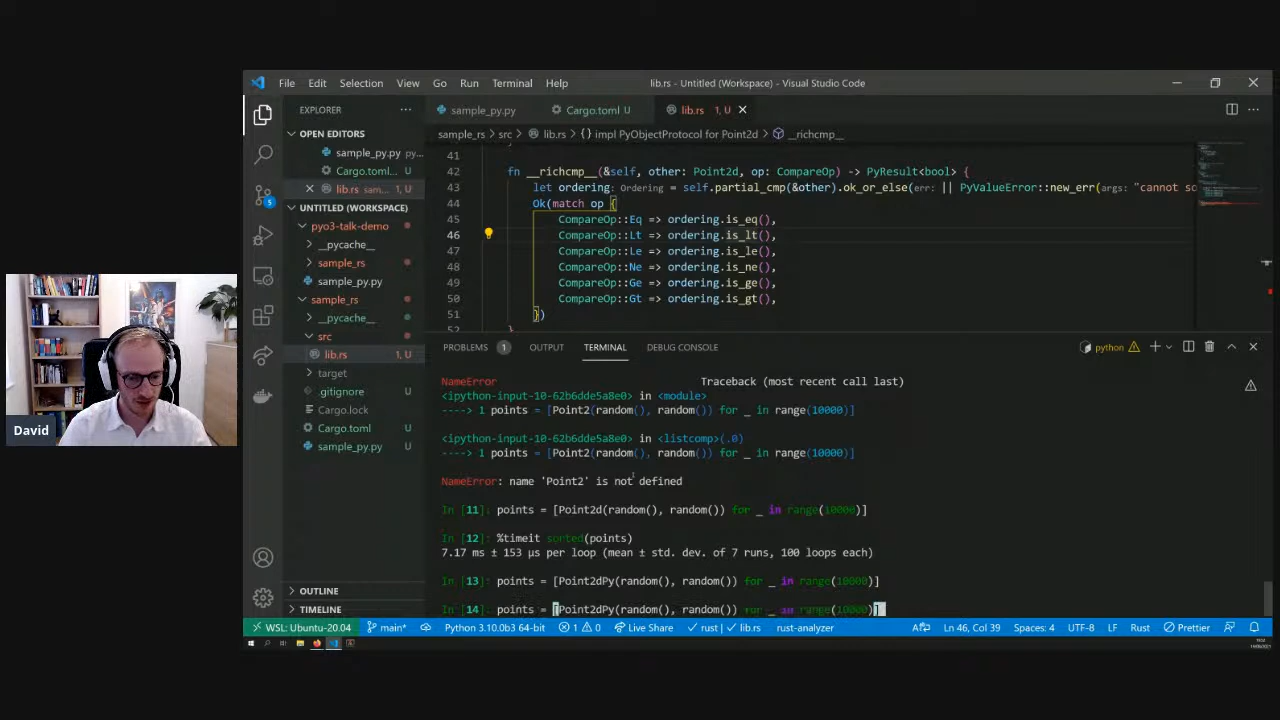 File Edit Selection View Go Run Terminal Help
lib.rs - Untitled (Workspace) - Visual Studio Code
EXPLORER
OPEN EDITORS
sample_py.py py...
Cargo.toml...
lib.rs sam...
1, U
UNTITLED (WORKSPACE)
pyo3-talk-demo
__pycache__
sample_rs
sample_py.py
sample_rs
__pycache__
src
lib.rs 1, U
target
.gitignore U
Cargo.lock
Cargo.toml U
sample_py.py U
OUTLINE
TIMELINE
5
David
sample_py.py
Cargo.toml U
lib.rs 1, U
sample_rs > src > lib.rs > {} impl PyObjectProtocol for Point2d > __richcmp__
41
42 fn __richcmp__(&self, other: Point2d, op: CompareOp) -> PyResult<bool> {
43 let ordering: Ordering = self.partial_cmp(&other).ok_or_else(err: || PyValueError::new_err(args: "cannot so
44 Ok(match op {
45 CompareOp::Eq => ordering.is_eq(),
46 CompareOp::Lt => ordering.is_lt(),
47 CompareOp::Le => ordering.is_le(),
48 CompareOp::Ne => ordering.is_ne(),
49 CompareOp::Ge => ordering.is_ge(),
50 CompareOp::Gt => ordering.is_gt(),
51 })
52 }
PROBLEMS 1 OUTPUT TERMINAL DEBUG CONSOLE
python
NameError Traceback (most recent call last)
<ipython-input-10-62b6dde5a8e0> in <module>
----> 1 points = [Point2(random(), random()) for _ in range(10000)]
<ipython-input-10-62b6dde5a8e0> in <listcomp>(.0)
----> 1 points = [Point2(random(), random()) for _ in range(10000)]
NameError: name 'Point2' is not defined
In [11]: points = [Point2d(random(), random()) for _ in range(10000)]
In [12]: %timeit sorted(points)
7.17 ms ± 153 µs per loop (mean ± std. dev. of 7 runs, 100 loops each)
In [13]: points = [Point2dPy(random(), random()) for _ in range(10000)]
In [14]: points = [Point2dPy(random(), random()) for _ in range(10000)]
WSL: Ubuntu-20.04 main* Python 3.10.0b3 64-bit 1 0 Live Share rust | lib.rs rust-analyzer Ln 46, Col 39 Spaces: 4 UTF-8 LF Rust Prettier